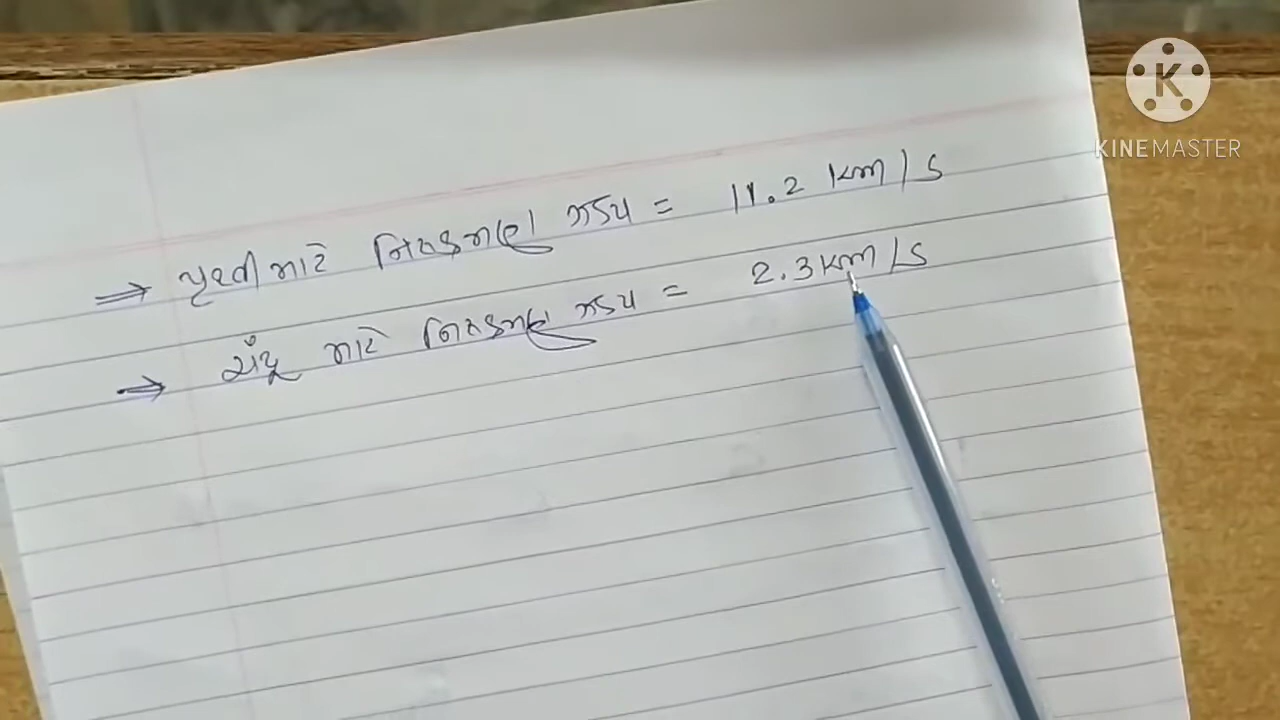 ⇒ પૃથ્વી માટે નિષ્ક્રમણ ઝડપ = 11.2 km/s
⇒ ચંદ્ર માટે નિષ્ક્રમણ ઝડપ = 2.3 km/s
K
KINEMASTER